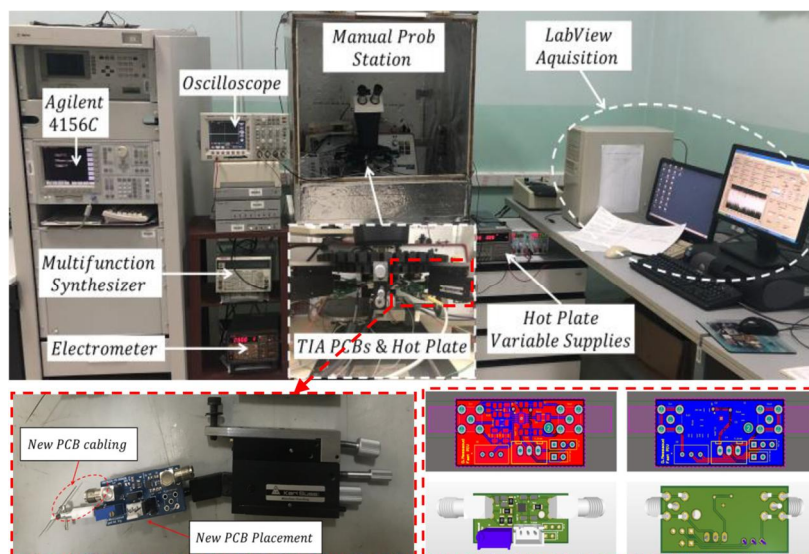 Manual Prob
Station
LabView
Aquisition
Oscilloscope
Agilent
4156C
Multifunction
Synthesizer
Electrometer
TIA PCBs & Hot Plate
Hot Plate
Variable Supplies
New PCB cabling
New PCB Placement